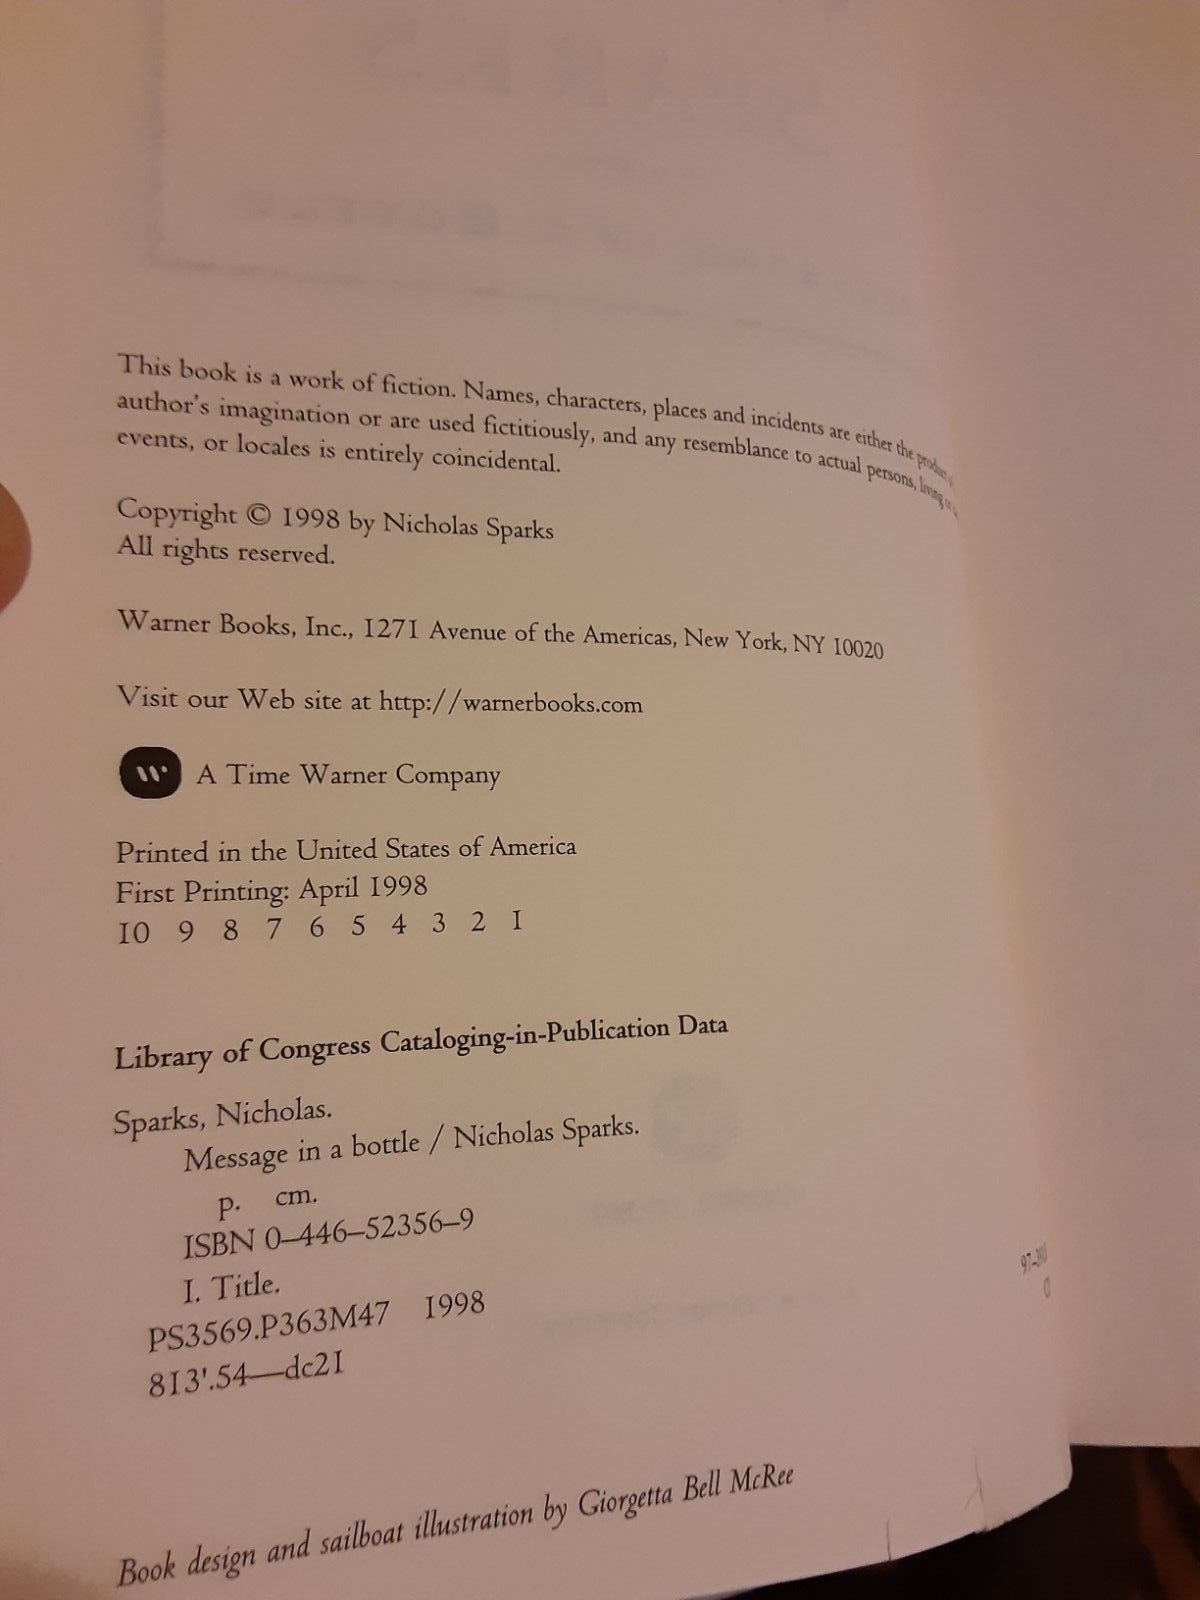 This book is a work of fiction. Names, characters, places and incidents are either the product
author's imagination or are used fictitiously, and any resemblance to actual persons, living or
events, or locales is entirely coincidental.
Copyright © 1998 by Nicholas Sparks
All rights reserved.
Warner Books, Inc., 1271 Avenue of the Americas, New York, NY 10020
Visit our Web site at http://warnerbooks.com
W A Time Warner Company
Printed in the United States of America
First Printing: April 1998
10 9 8 7 6 5 4 3 2 1
Library of Congress Cataloging-in-Publication Data
Sparks, Nicholas.
Message in a bottle / Nicholas Sparks.
p. cm.
ISBN 0–446–52356–9
I. Title.
PS3569.P363M47 1998
813'.54—dc21
Book design and sailboat illustration by Giorgetta Bell McRee